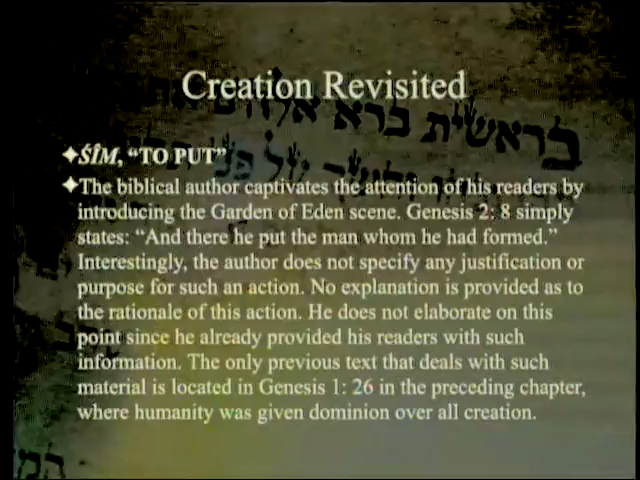 Creation Revisited
בראשית ברא אלהים את
✦ŚÎM, “TO PUT”
✦The biblical author captivates the attention of his readers by
introducing the Garden of Eden scene. Genesis 2: 8 simply
states: “And there he put the man whom he had formed.”
Interestingly, the author does not specify any justification or
purpose for such an action. No explanation is provided as to
the rationale of this action. He does not elaborate on this
point since he already provided his readers with such
information. The only previous text that deals with such
material is located in Genesis 1: 26 in the preceding chapter,
where humanity was given dominion over all creation.